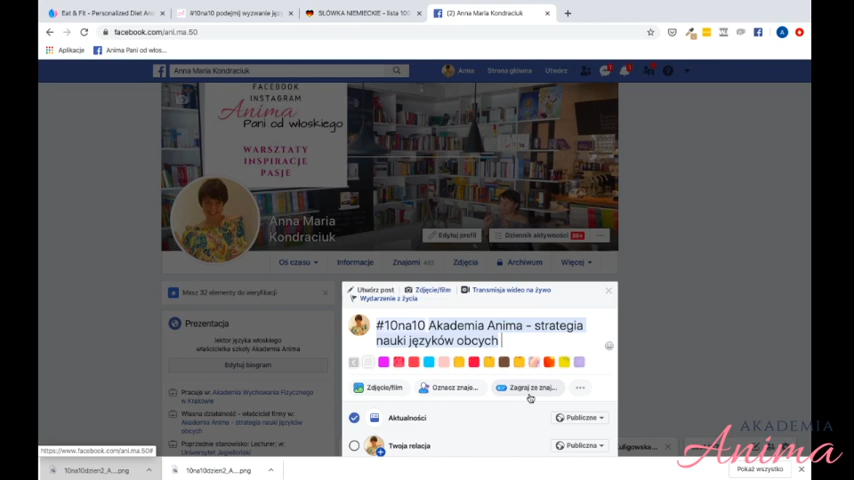 Eat & Fit - Personalized Diet An
#10na10 podejmij wyzwanie jęz
SŁÓWKA NIEMIECKIE – lista 100
(2) Anna Maria Kondraciuk
facebook.com/ani.ma.50
Aplikacje
Anima Pani od włos...
Anna Maria Kondraciuk
Anna
Strona główna
Utwórz
FACEBOOK
INSTAGRAM
Anima
Pani od włoskiego
WARSZTATY
INSPIRACJE
PASJE
Anna Maria
Kondraciuk
Edytuj profil
Dziennik aktywności 99+
Oś czasu
Informacje
Znajomi
Zdjęcia
Archiwum
Więcej
Masz 32 elementy do weryfikacji
Utwórz post
Zdjęcie/film
Transmisja wideo na żywo
Wydarzenie z życia
Prezentacja
lektor języka włoskiego
właścicielka szkoły Akademia Anima
Edytuj biogram
#10na10 Akademia Anima - strategia
nauki języków obcych
Zdjęcie/film
Oznacz znajo...
Zagraj ze znaj...
Pracuje w: Akademia Wychowania Fizycznego
w Krakowie
Własna działalność - właściciel firmy w:
Akademia Anima - strategia nauki języków
obcych
Poprzednie stanowisko: Lecturer; w:
Uniwersytet Jagielloński
Aktualności
Publiczne
Twoja relacja
Publiczna
https://www.facebook.com/ani.ma.50#
10na10dzien2_A....png
10na10dzien2_A....png
Pokaż wszystko
AKADEMIA
Anima